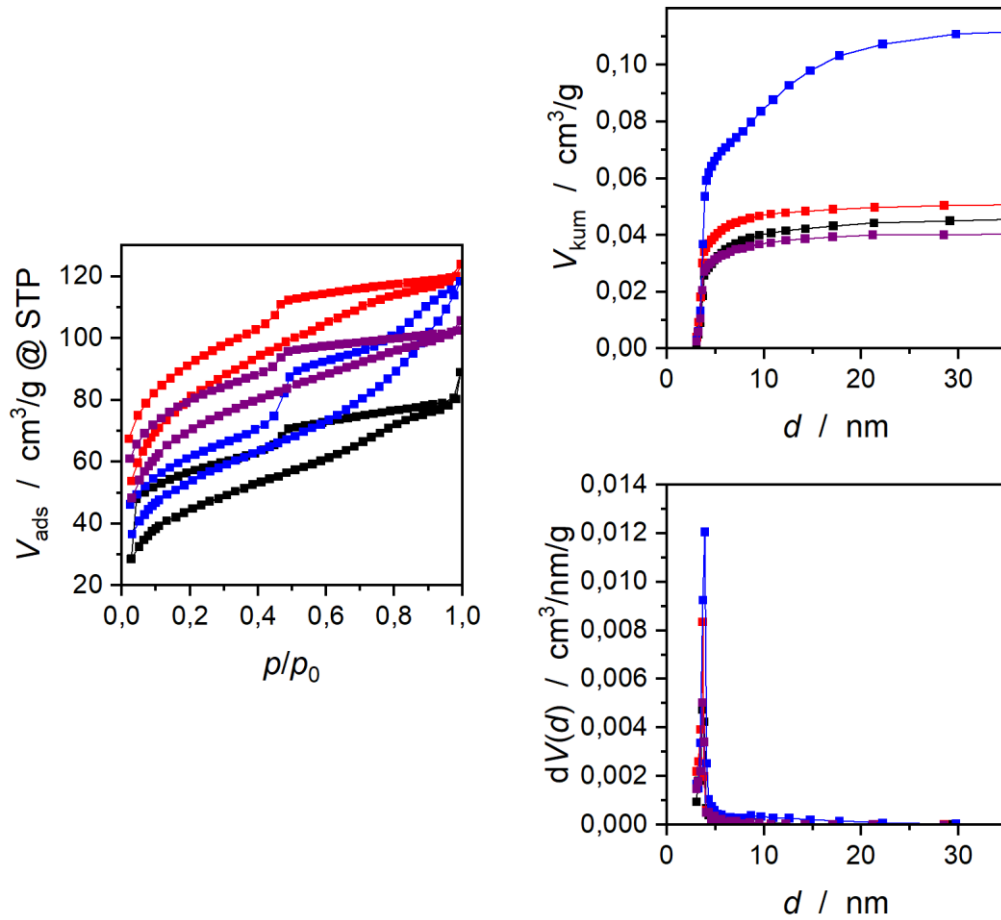 V_ads / cm³/g @ STP
120
100
80
60
40
20
0,0 0,2 0,4 0,6 0,8 1,0
p/p₀
V_kum / cm³/g
0,10
0,08
0,06
0,04
0,02
0,00
0 10 20 30
d / nm
dV(d) / cm³/nm/g
0,014
0,012
0,010
0,008
0,006
0,004
0,002
0,000
0 10 20 30
d / nm